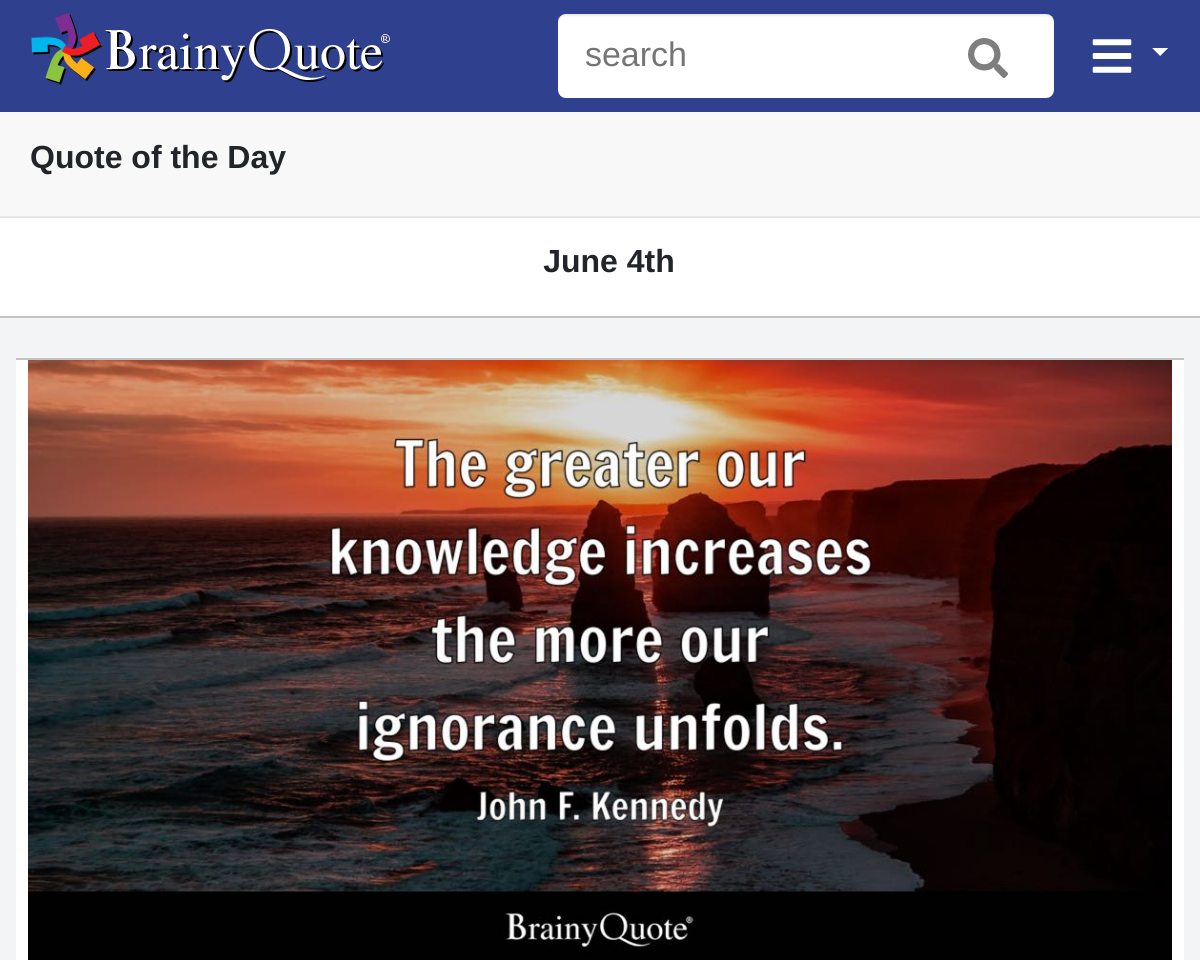 BrainyQuote®
search
Quote of the Day
June 4th
The greater our
knowledge increases
the more our
ignorance unfolds.
John F. Kennedy
BrainyQuote®